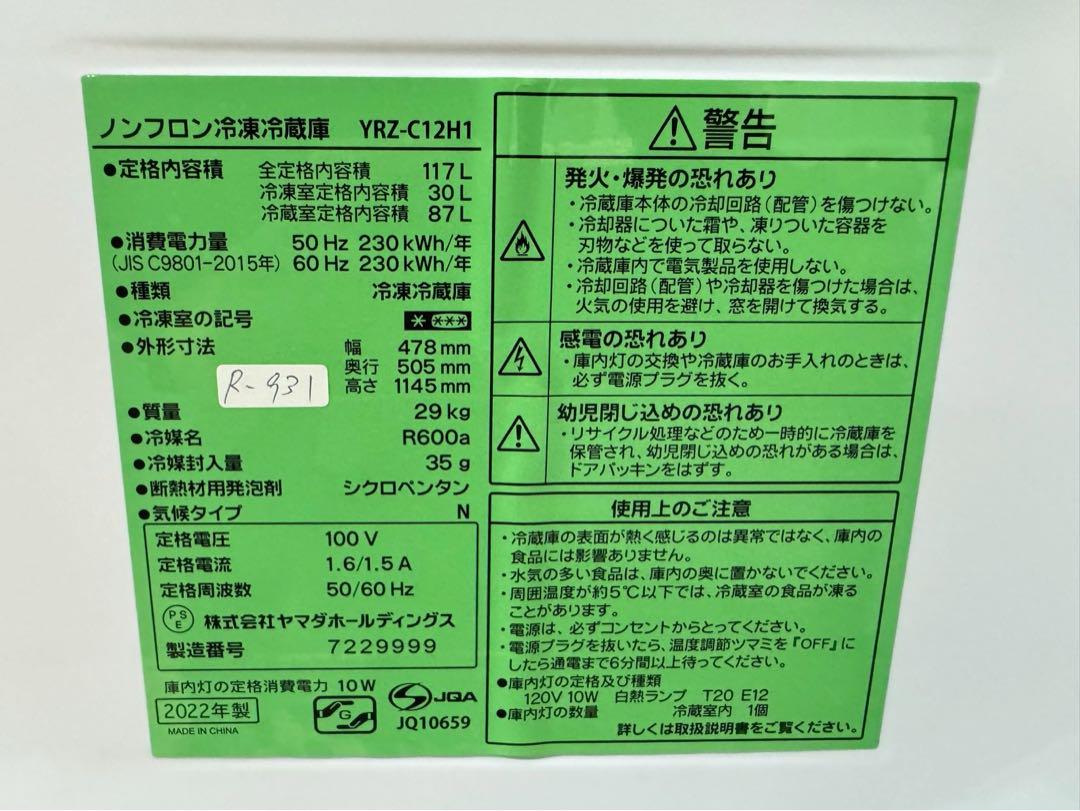 ノンフロン冷凍冷蔵庫 YRZ-C12H1
●定格内容積 全定格内容積 117 L
冷凍室定格内容積 30 L
冷蔵室定格内容積 87 L
●消費電力量 50 Hz 230 kWh/年
(JIS C9801-2015年) 60 Hz 230 kWh/年
●種類 冷凍冷蔵庫
●冷凍室の記号
●外形寸法 幅 478 mm
奥行 505 mm
高さ 1145 mm
R-931
●質量 29 kg
●冷媒名 R600a
●冷媒封入量 35 g
●断熱材用発泡剤 シクロペンタン
●気候タイプ N
定格電圧 100 V
定格電流 1.6/1.5 A
定格周波数 50/60 Hz
PSE 株式会社ヤマダホールディングス
製造番号 7229999
庫内灯の定格消費電力 10 W
2022年製
MADE IN CHINA
G
JQA
JQ10659
警告
発火・爆発の恐れあり
・冷蔵庫本体の冷却回路（配管）を傷つけない。
・冷却器についた霜や、凍りついた容器を
刃物などを使って取らない。
・冷蔵庫内で電気製品を使用しない。
・冷却回路（配管）や冷却器を傷つけた場合は、
火気の使用を避け、窓を開けて換気する。
感電の恐れあり
・庫内灯の交換や冷蔵庫のお手入れのときは、
必ず電源プラグを抜く。
幼児閉じ込めの恐れあり
・リサイクル処理などのため一時的に冷蔵庫を
保管され、幼児閉じ込めの恐れがある場合は、
ドアパッキンをはずす。
使用上のご注意
・冷蔵庫の表面が熱く感じるのは異常ではなく、庫内の
食品には影響ありません。
・水気の多い食品は、庫内の奥に置かないでください。
・周囲温度が約5℃以下では、冷蔵室の食品が凍る
ことがあります。
・電源は、必ずコンセントからとってください。
・電源プラグを抜いたら、温度調節ツマミを『OFF』に
したら通電まで6分間以上待ってください。
●庫内灯の定格及び種類
120V 10W 白熱ランプ T20 E12
●庫内灯の数量 冷蔵室内 1個
詳しくは取扱説明書をご覧ください。